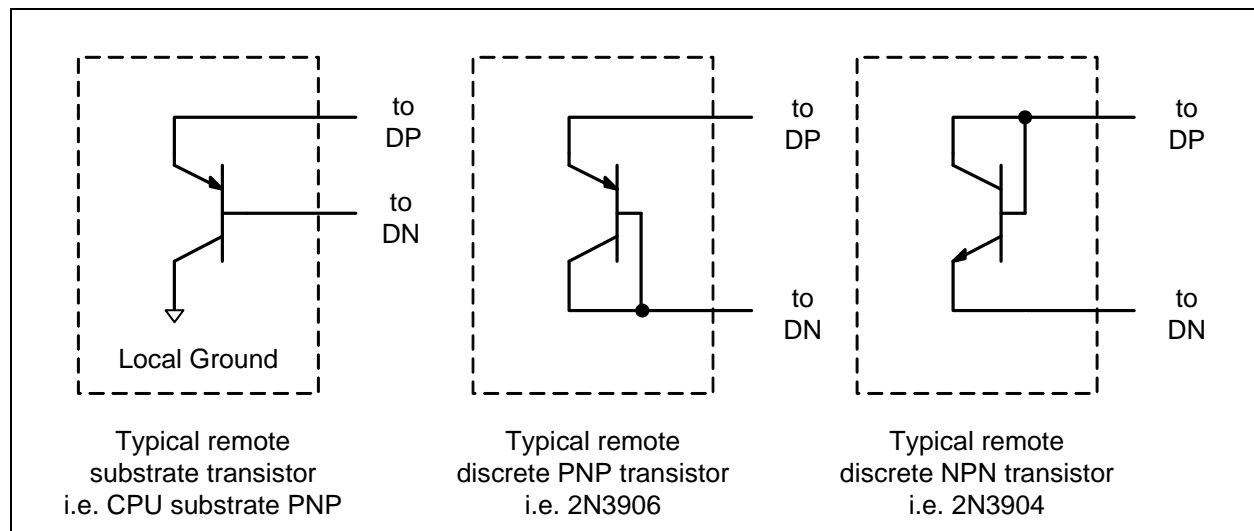 to
DP
to
DN
Local Ground
Typical remote
substrate transistor
i.e. CPU substrate PNP
to
DP
to
DN
Typical remote
discrete PNP transistor
i.e. 2N3906
to
DP
to
DN
Typical remote
discrete NPN transistor
i.e. 2N3904